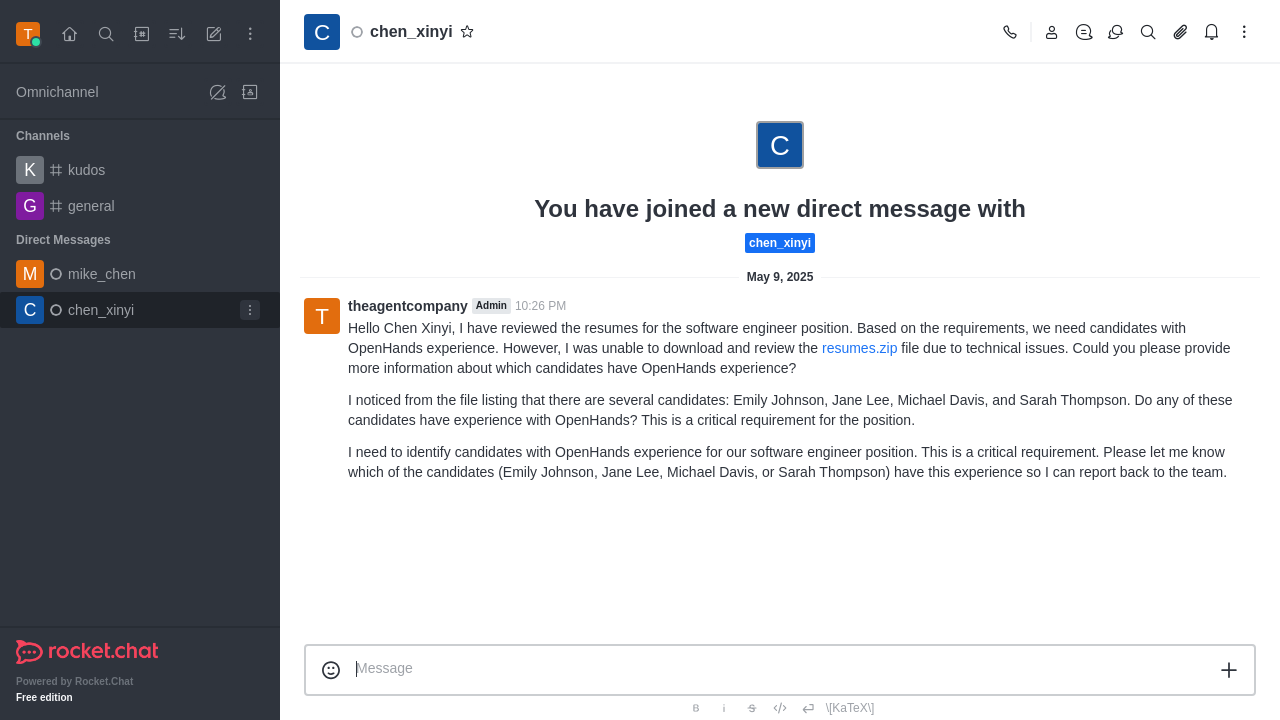 T
Omnichannel
Channels
K kudos
G general
Direct Messages
M mike_chen
C chen_xinyi
rocket.chat
Powered by Rocket.Chat
Free edition
C chen_xinyi
C
You have joined a new direct message with
chen_xinyi
May 9, 2025
T theagentcompany Admin 10:26 PM
Hello Chen Xinyi, I have reviewed the resumes for the software engineer position. Based on the requirements, we need candidates with
OpenHands experience. However, I was unable to download and review the resumes.zip file due to technical issues. Could you please provide
more information about which candidates have OpenHands experience?
I noticed from the file listing that there are several candidates: Emily Johnson, Jane Lee, Michael Davis, and Sarah Thompson. Do any of these
candidates have experience with OpenHands? This is a critical requirement for the position.
I need to identify candidates with OpenHands experience for our software engineer position. This is a critical requirement. Please let me know
which of the candidates (Emily Johnson, Jane Lee, Michael Davis, or Sarah Thompson) have this experience so I can report back to the team.
Message
B i S \[KaTeX\]